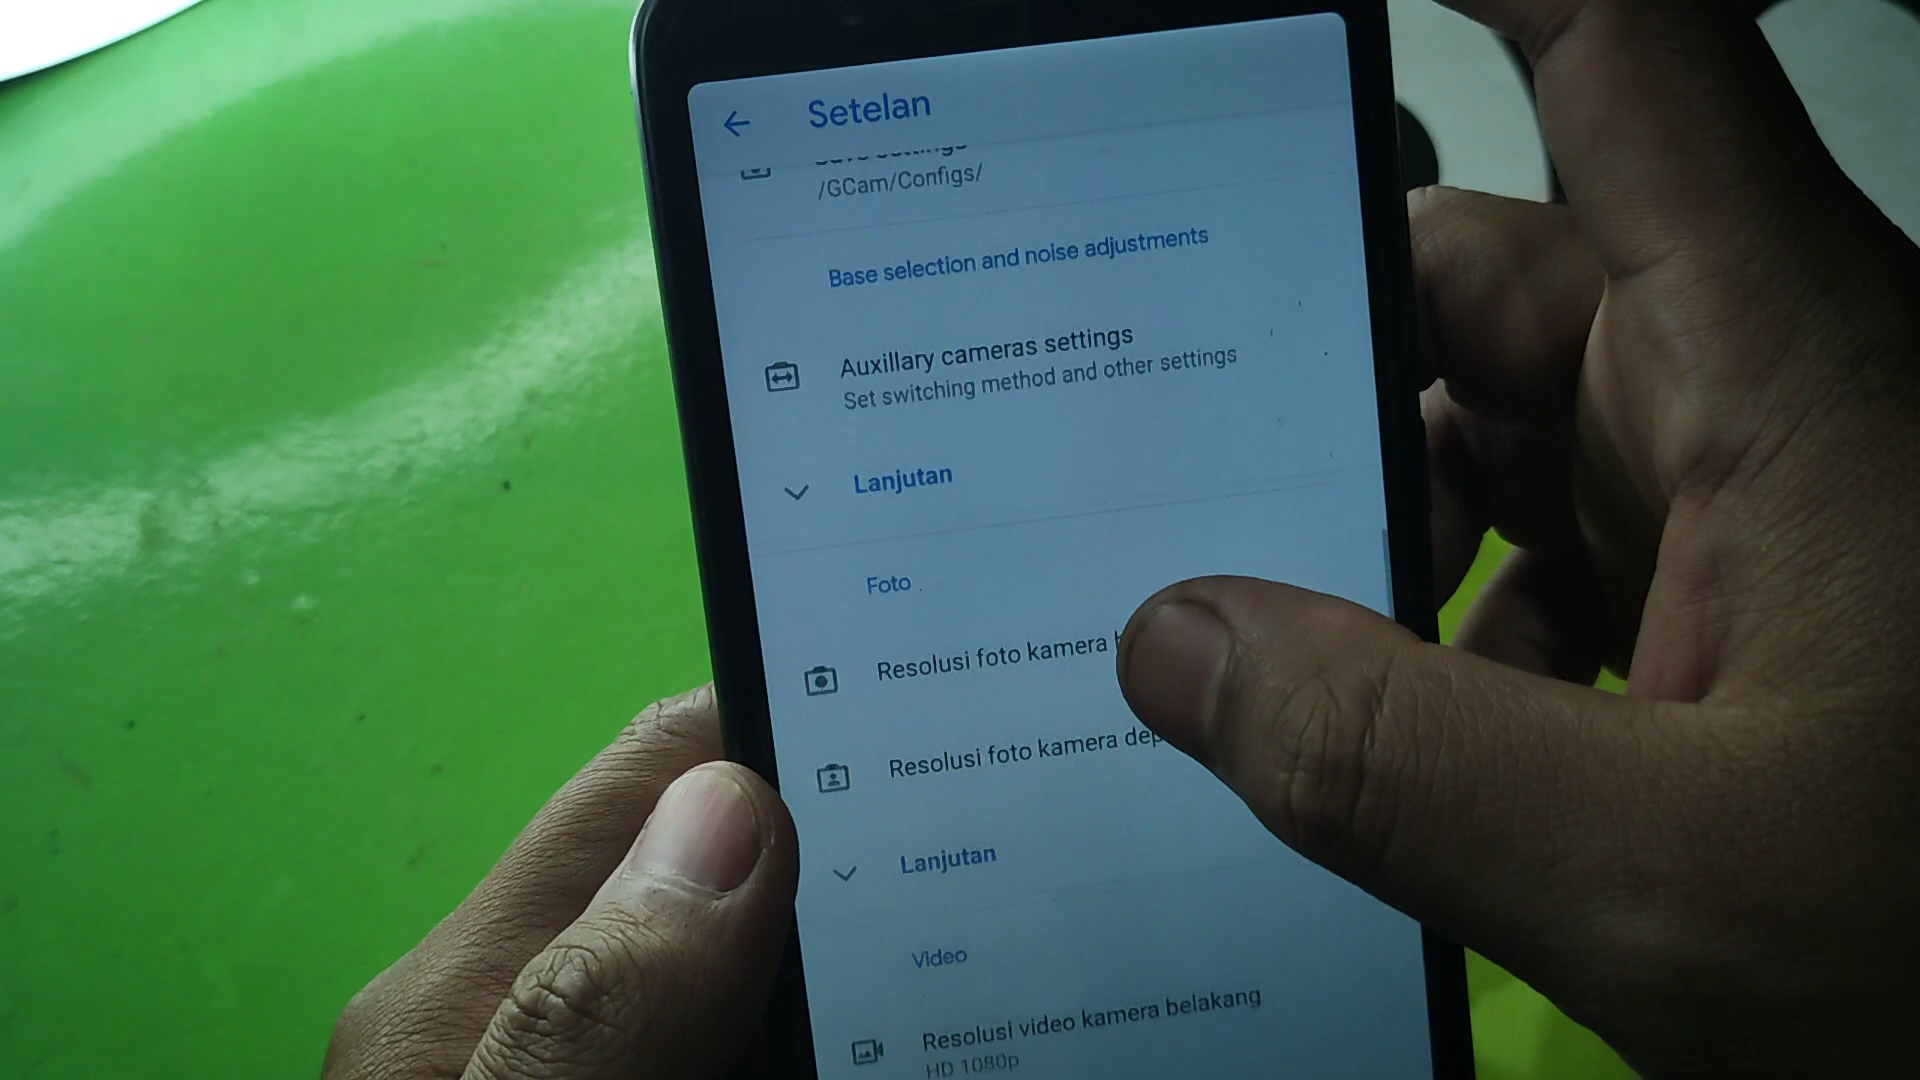 Setelan
/GCam/Configs/
Base selection and noise adjustments
Auxillary cameras settings
Set switching method and other settings
Lanjutan
Foto
Resolusi foto kamera
Resolusi foto kamera dep
Lanjutan
Video
Resolusi video kamera belakang
HD 1080p